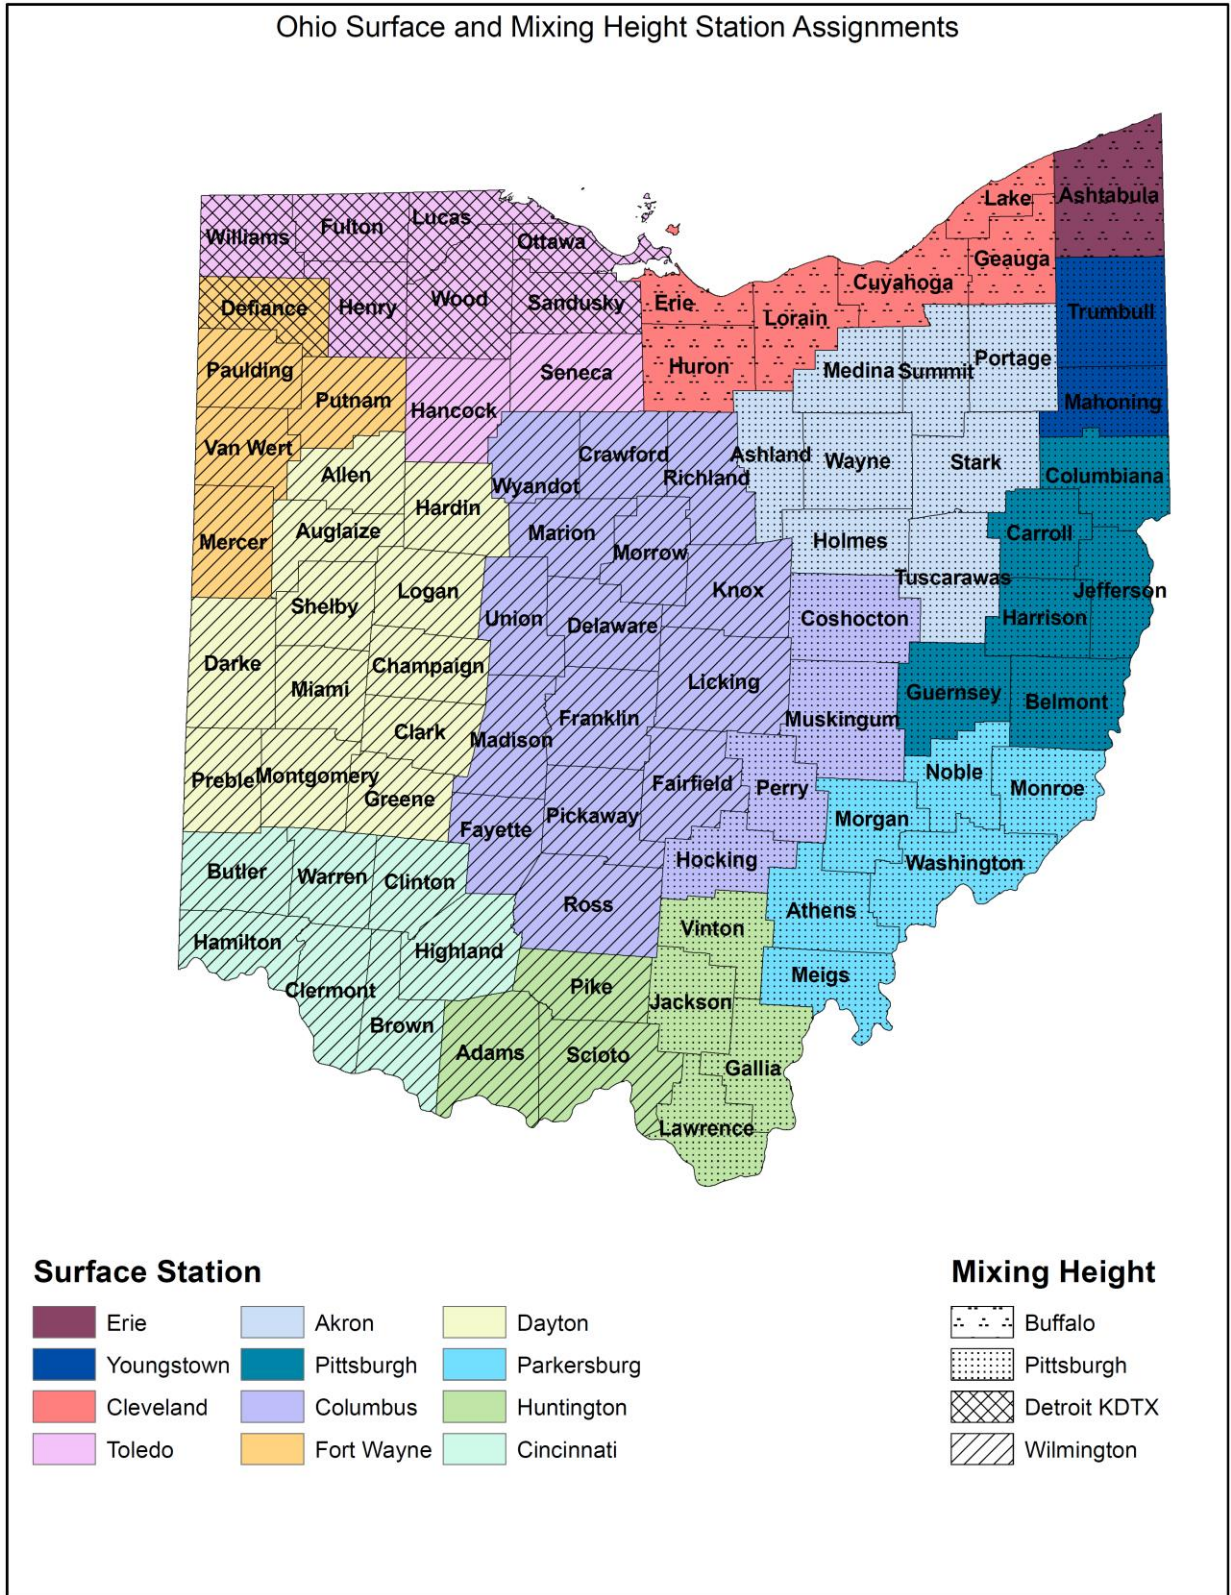 Ohio Surface and Mixing Height Station Assignments
Ashtabula
Lake
Geauga
Cuyahoga
Williams
Fulton
Lucas
Ottawa
Defiance
Henry
Wood
Sandusky
Erie
Lorain
Trumbull
Paulding
Putnam
Hancock
Seneca
Huron
Medina
Summit
Portage
Mahoning
Van Wert
Allen
Wyandot
Crawford
Richland
Ashland
Wayne
Stark
Columbiana
Mercer
Auglaize
Hardin
Marion
Morrow
Holmes
Carroll
Shelby
Logan
Union
Delaware
Knox
Coshocton
Tuscarawas
Harrison
Jefferson
Darke
Miami
Champaign
Licking
Guernsey
Belmont
Clark
Madison
Franklin
Muskingum
Preble
Montgomery
Greene
Fairfield
Perry
Noble
Monroe
Fayette
Pickaway
Morgan
Butler
Warren
Clinton
Hocking
Washington
Ross
Athens
Hamilton
Highland
Vinton
Clermont
Pike
Jackson
Meigs
Brown
Adams
Scioto
Gallia
Lawrence
Surface Station
Erie
Youngstown
Cleveland
Toledo
Akron
Pittsburgh
Columbus
Fort Wayne
Dayton
Parkersburg
Huntington
Cincinnati
Mixing Height
Buffalo
Pittsburgh
Detroit KDTX
Wilmington